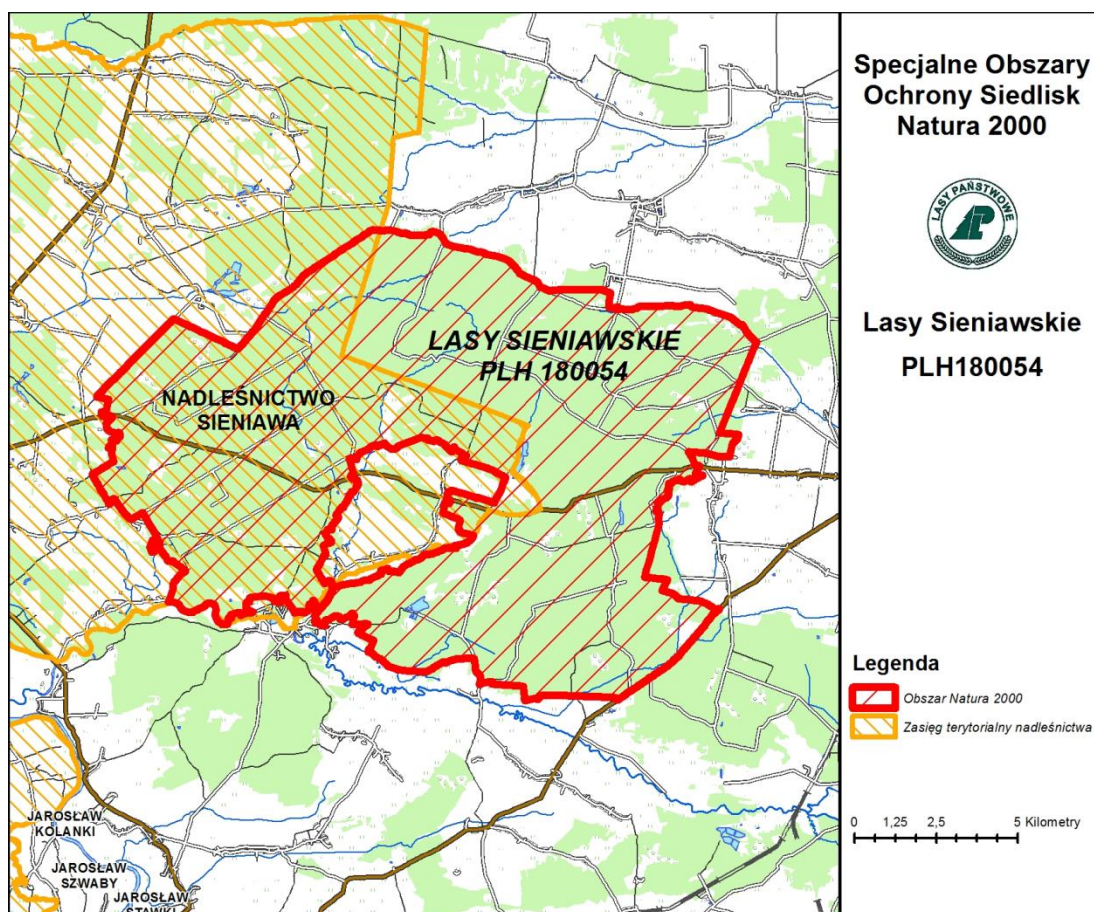 Specjalne Obszary
Ochrony Siedlisk
Natura 2000
LASY PAŃSTWOWE
Lasy Sieniawskie
PLH180054
LASY SIENIAWSKIE
PLH 180054
NADLEŚNICTWO
SIENIAWA
JAROSŁAW
KOLANKI
JAROSŁAW
SZWABY
JAROSŁAW
STAWKI
Legenda
Obszar Natura 2000
Zasięg terytorialny nadleśnictwa
0 1,25 2,5 5 Kilometry